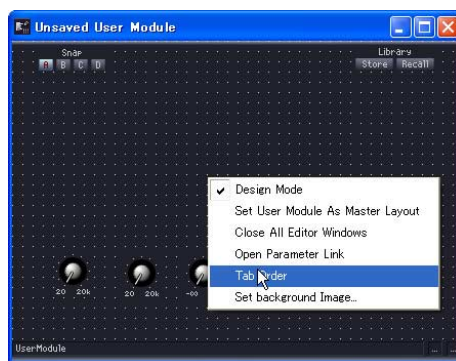 Unsaved User Module
Snap
A B C D
Library
Store Recall
Design Mode
Set User Module As Master Layout
Close All Editor Windows
Open Parameter Link
Tab Order
Set background Image...
20 20k
20 20k
-∞
UserModule
... ...